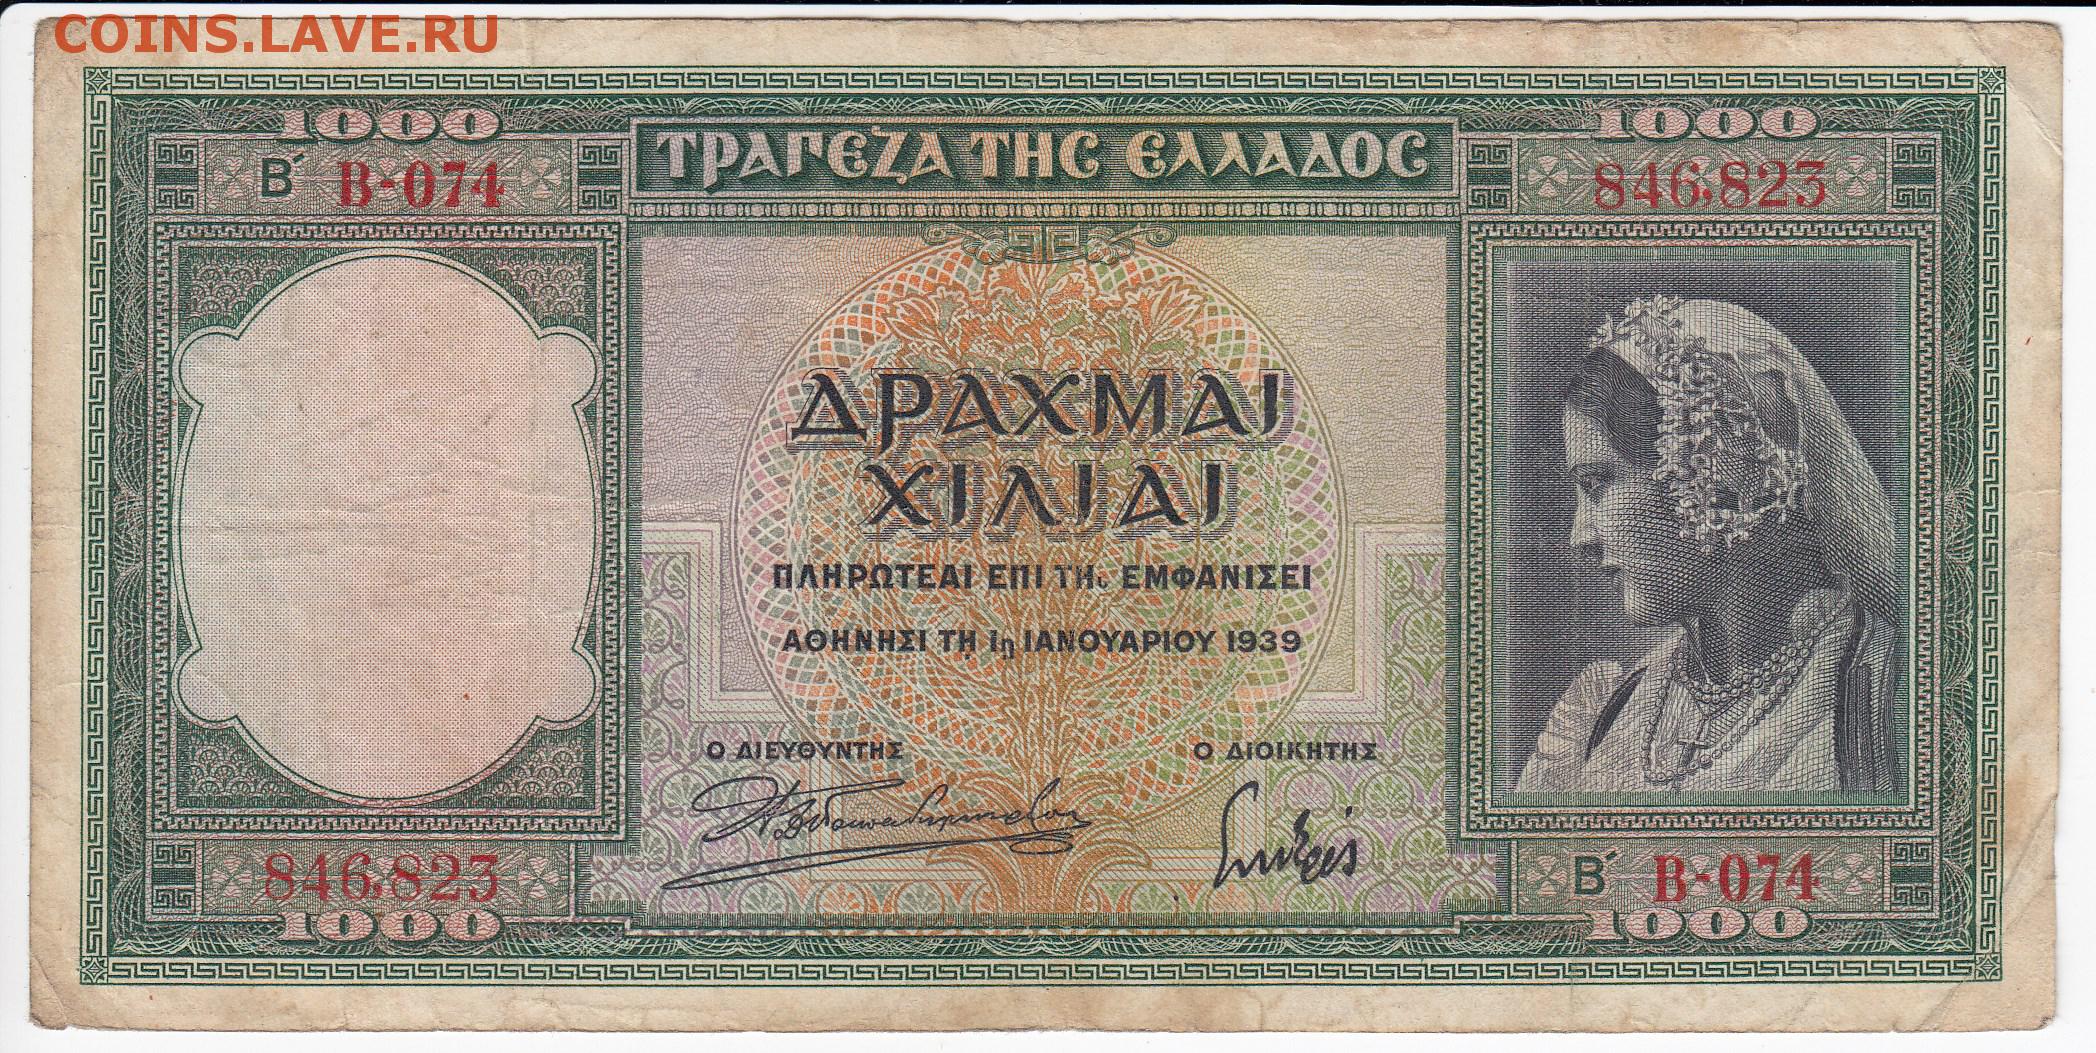 COINS.LAVE.RU
1000 1000
Β΄ B-074 ΤΡΑΠΕΖΑ ΤΗΣ ΕΛΛΑΔΟΣ 846.823
ΔΡΑΧΜΑΙ
ΧΙΛΙΑΙ
ΠΛΗΡΩΤΕΑΙ ΕΠΙ ΤΗι ΕΜΦΑΝΙΣΕΙ
ΑΘΗΝΗΣΙ ΤΗ 1η ΙΑΝΟΥΑΡΙΟΥ 1939
Ο ΔΙΕΥΘΥΝΤΗΣ Ο ΔΙΟΙΚΗΤΗΣ
846.823 Β΄ B-074
1000 1000